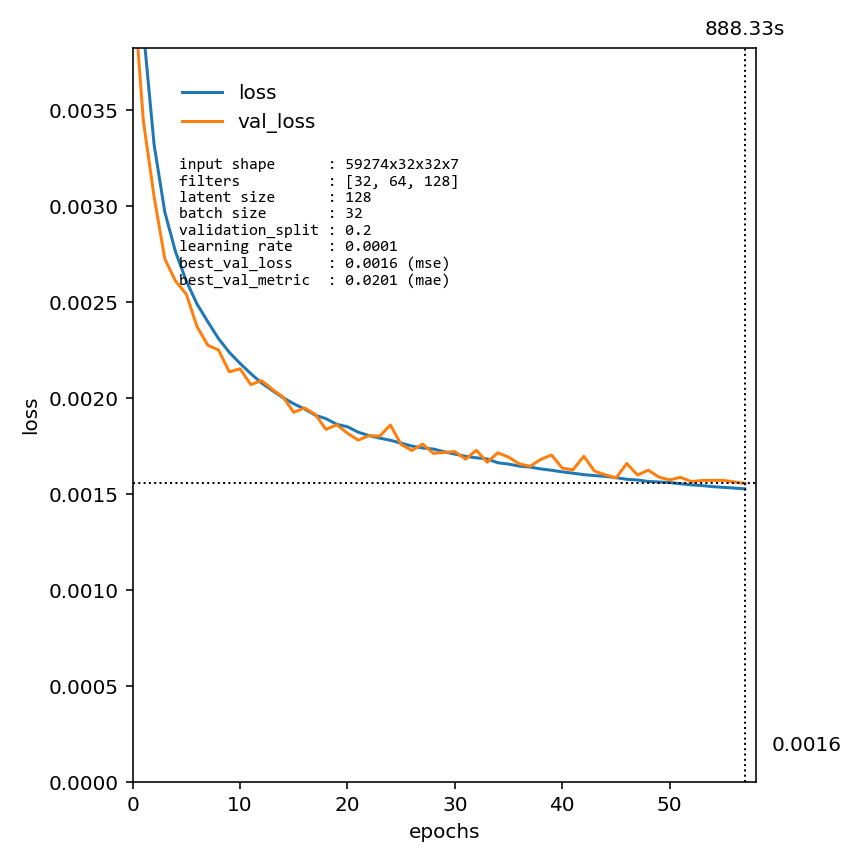 888.33s
loss
val_loss
input shape : 59274x32x32x7
filters : [32, 64, 128]
latent size : 128
batch size : 32
validation_split : 0.2
learning rate : 0.0001
best_val_loss : 0.0016 (mse)
best_val_metric : 0.0201 (mae)
0.0035
0.0030
0.0025
0.0020
0.0015
0.0010
0.0005
0.0000
loss
0.0016
0 10 20 30 40 50
epochs